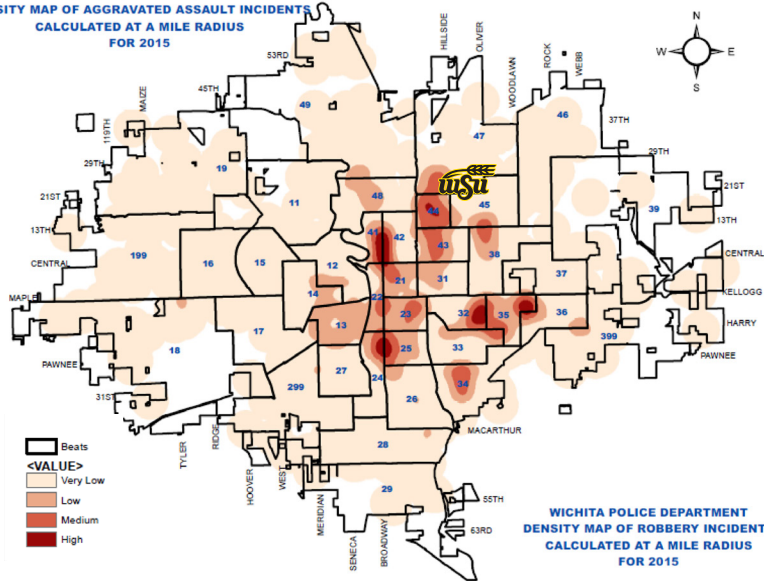 SITY MAP OF AGGRAVATED ASSAULT INCIDENTS
CALCULATED AT A MILE RADIUS
FOR 2015
N
W E
S
53RD
HILLSIDE
OLIVER
WOODLAWN
ROCK
WEBB
45TH
MAIZE
119TH
49
46
47
37TH
29TH
29TH
19
wsu
48
11
44
45
39
21ST
21ST
13TH
13TH
41
42
43
38
CENTRAL
199
16
15
12
CENTRAL
21
31
37
MAPLE
14
22
KELLOGG
13
23
32
35
36
HARRY
17
399
18
25
33
PAWNEE
PAWNEE
27
24
34
299
26
31ST
MACARTHUR
TYLER
RIDGE
28
HOOVER
WEST
MERIDIAN
SENECA
BROADWAY
29
55TH
63RD
Beats
<VALUE>
Very Low
Low
Medium
High
WICHITA POLICE DEPARTMENT
DENSITY MAP OF ROBBERY INCIDENT
CALCULATED AT A MILE RADIUS
FOR 2015